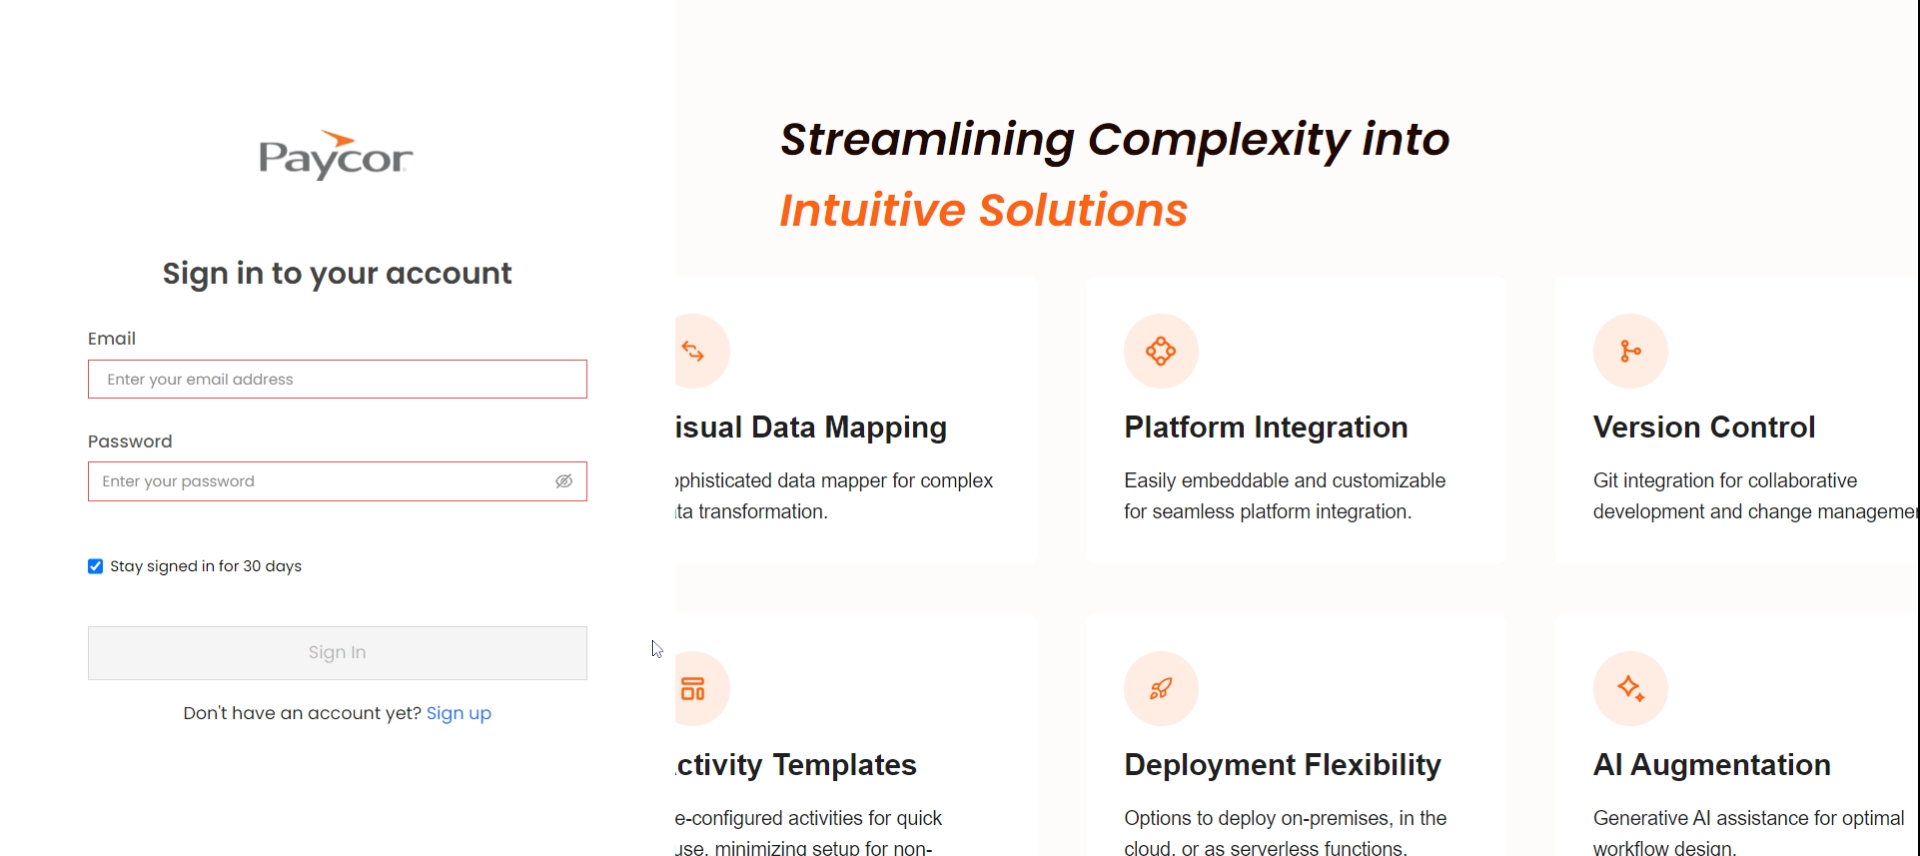 Paycor
Sign in to your account
Email
Enter your email address
Password
Enter your password
Stay signed in for 30 days
Sign In
Don't have an account yet? Sign up
Streamlining Complexity into
Intuitive Solutions
isual Data Mapping
ophisticated data mapper for complex
ta transformation.
Platform Integration
Easily embeddable and customizable
for seamless platform integration.
Version Control
Git integration for collaborative
development and change managemen
ctivity Templates
e-configured activities for quick
use, minimizing setup for non-
Deployment Flexibility
Options to deploy on-premises, in the
cloud, or as serverless functions.
AI Augmentation
Generative AI assistance for optimal
workflow design.